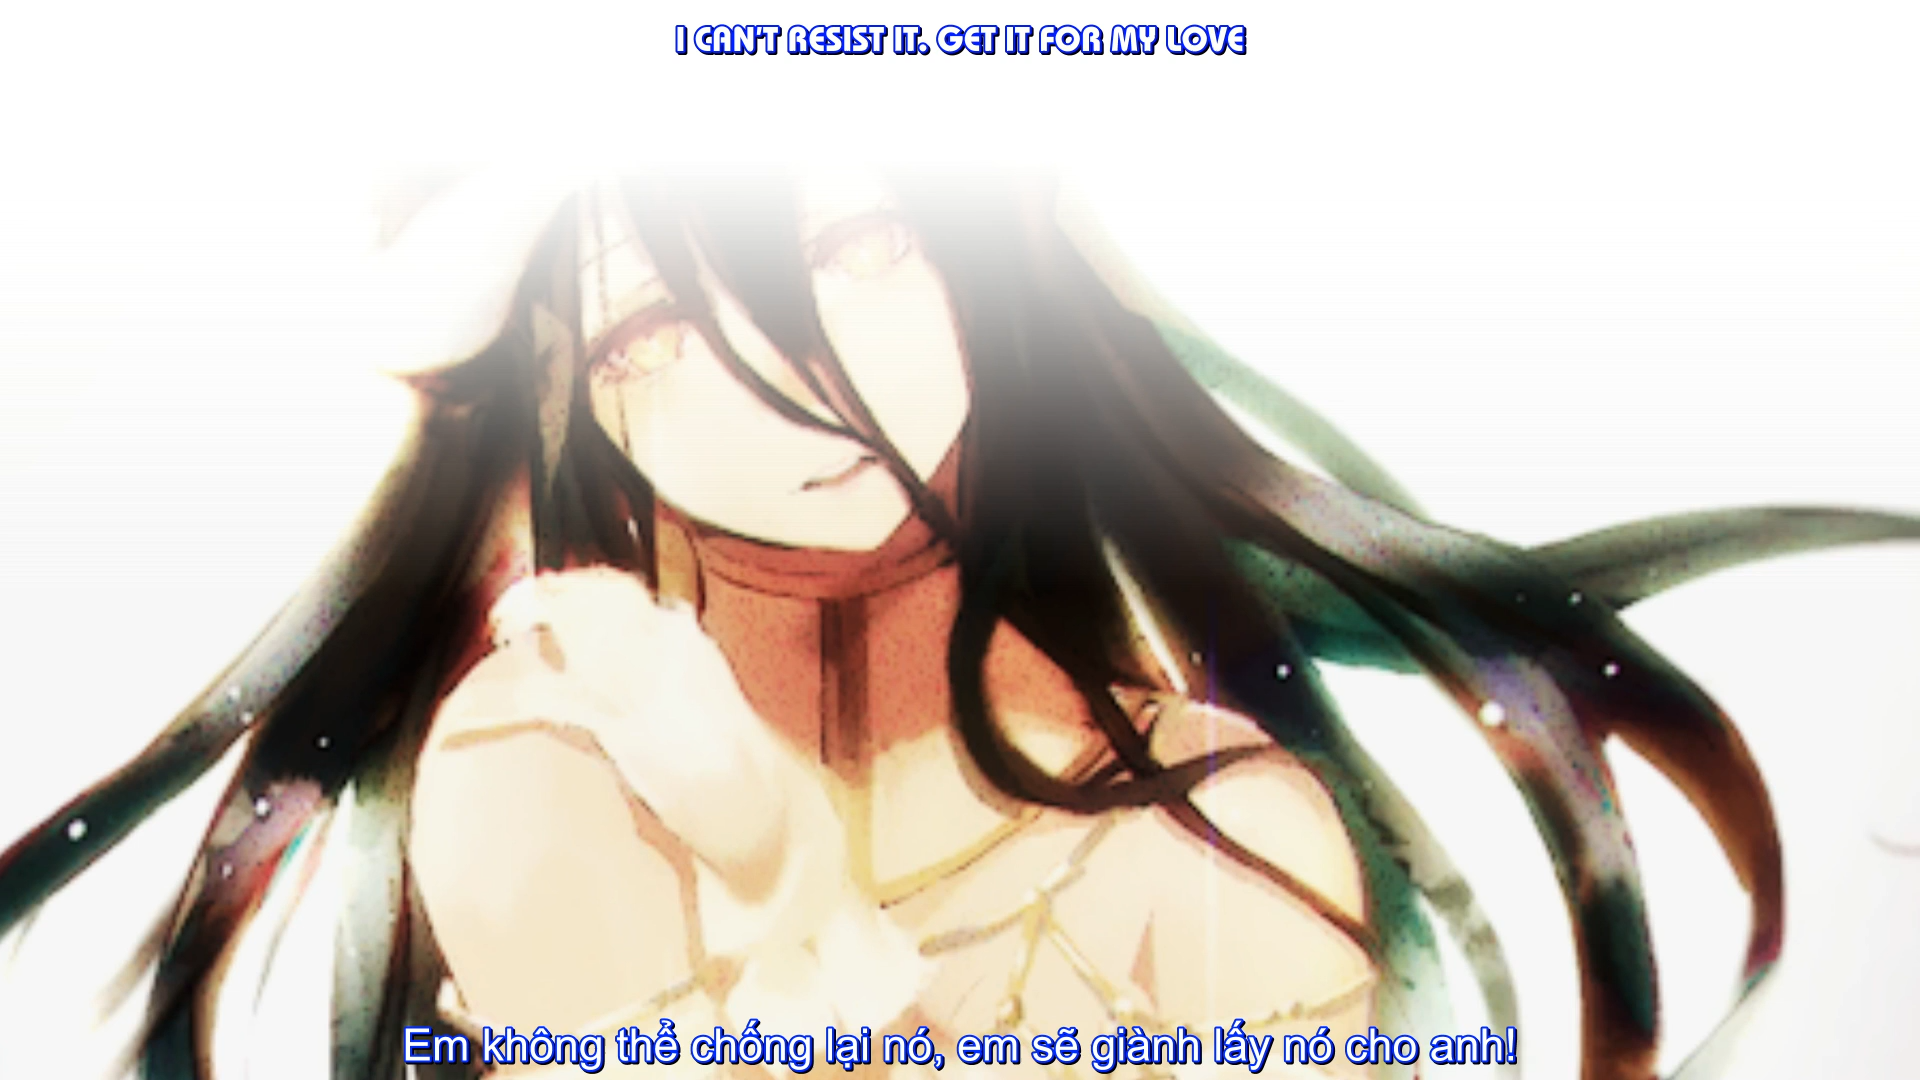 I CAN'T RESIST IT. GET IT FOR MY LOVE
Em không thể chống lại nó, em sẽ giành lấy nó cho anh!